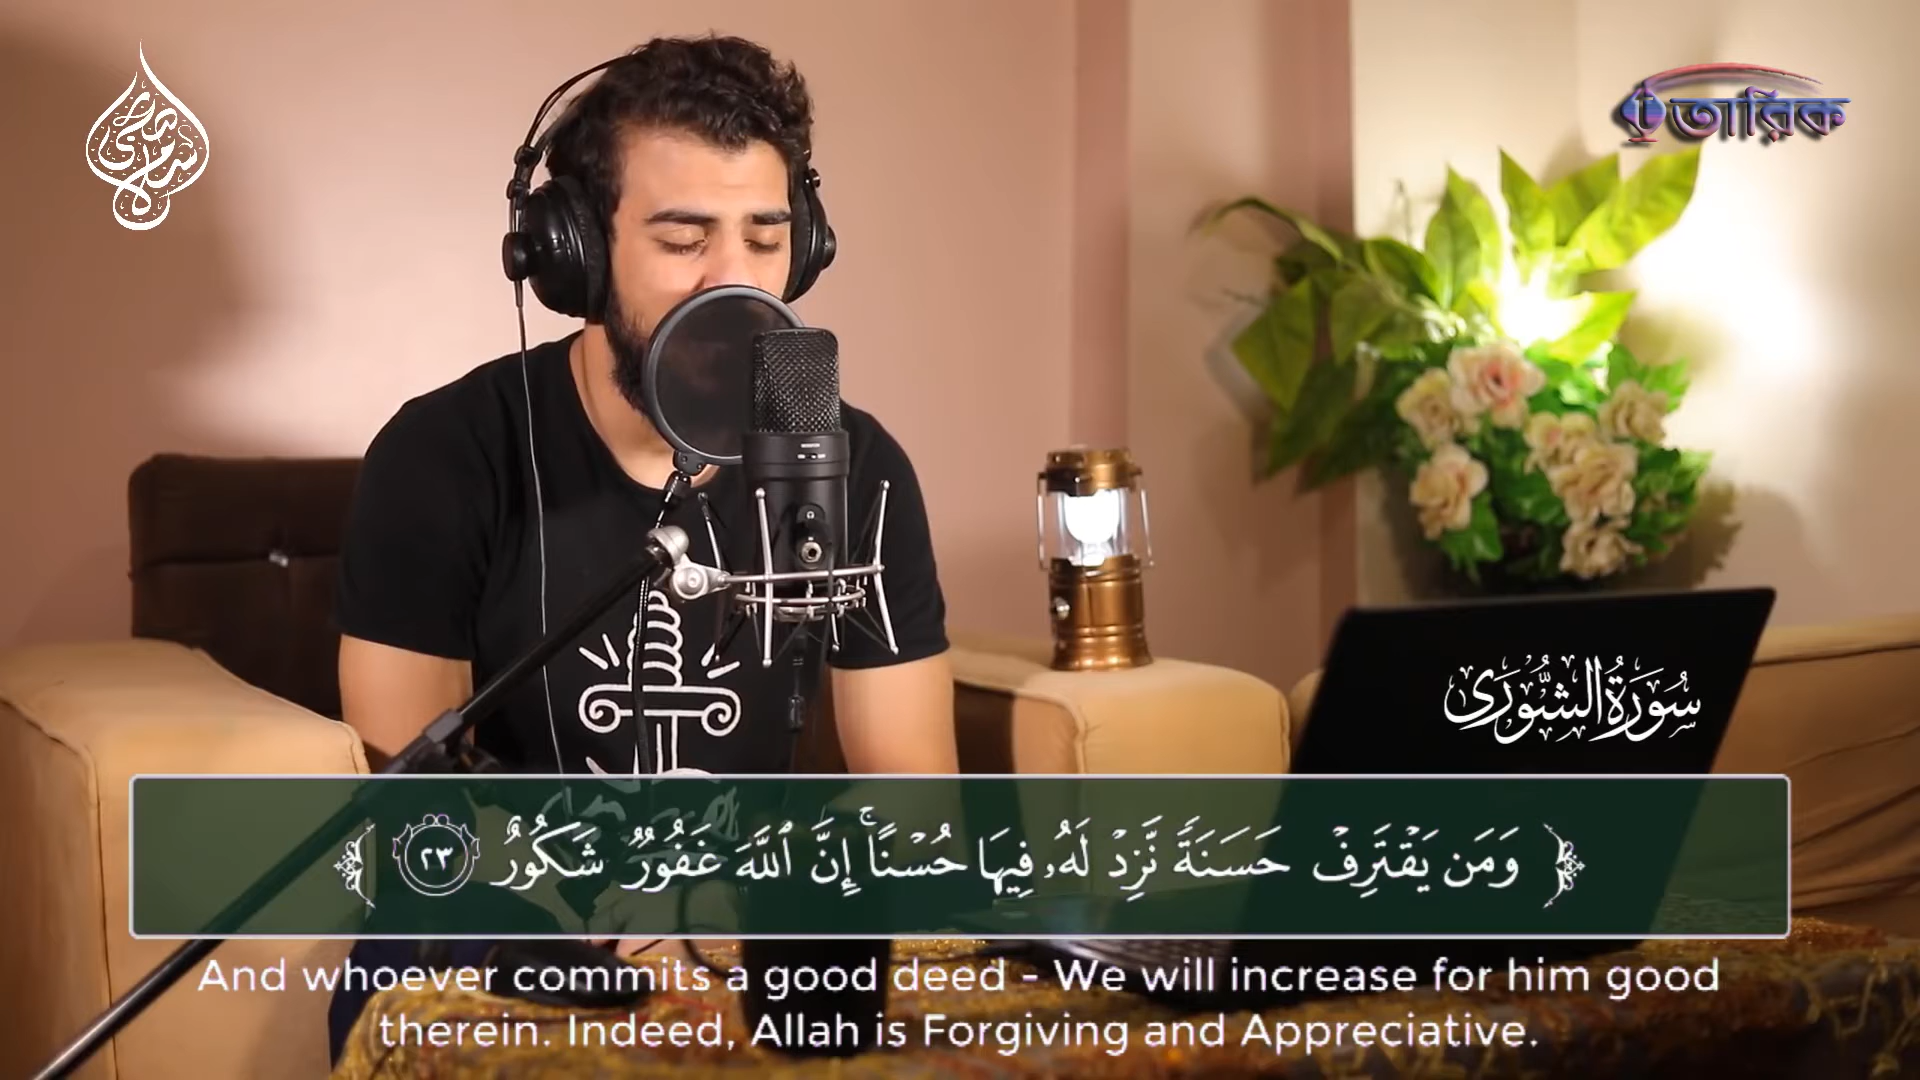 তারিক
سُورَةُ الشُّورَىٰ
وَمَن يَقْتَرِفْ حَسَنَةً نَّزِدْ لَهُۥ فِيهَا حُسْنًا ۚ إِنَّ ٱللَّهَ غَفُورٌ شَكُورٌ ٢٣
And whoever commits a good deed - We will increase for him good
therein. Indeed, Allah is Forgiving and Appreciative.